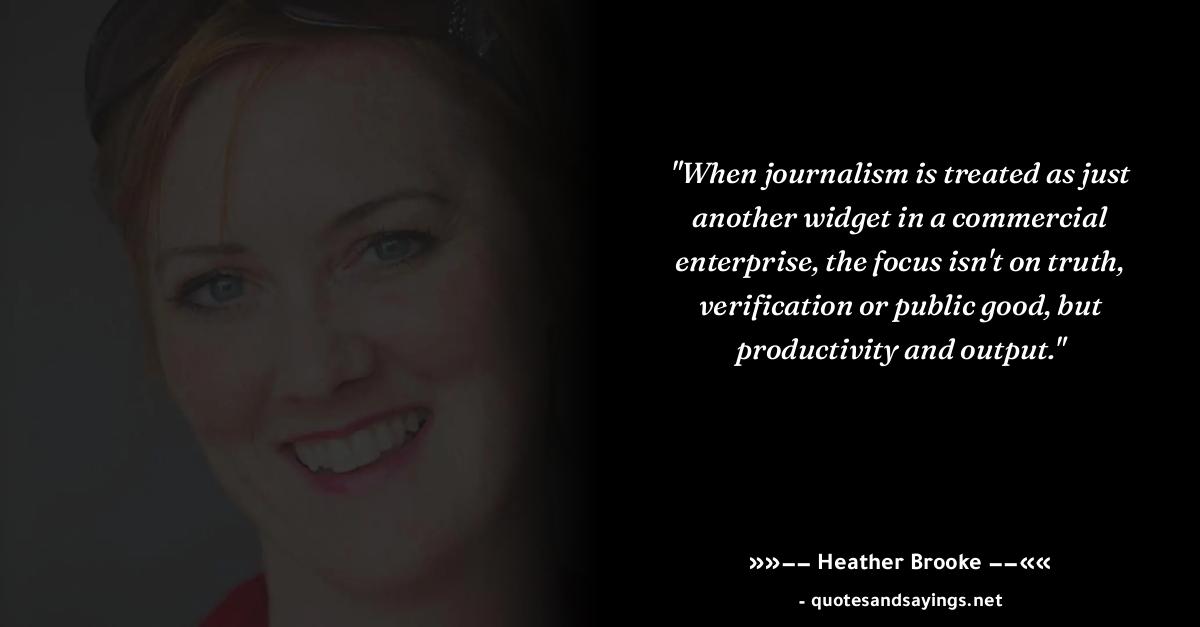 "When journalism is treated as just
another widget in a commercial
enterprise, the focus isn't on truth,
verification or public good, but
productivity and output."
»»−− Heather Brooke −−««
- quotesandsayings.net